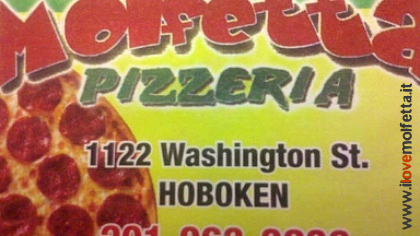 Molfetta
PIZZERIA
1122 Washington St.
HOBOKEN
www.ilovemolfetta.it